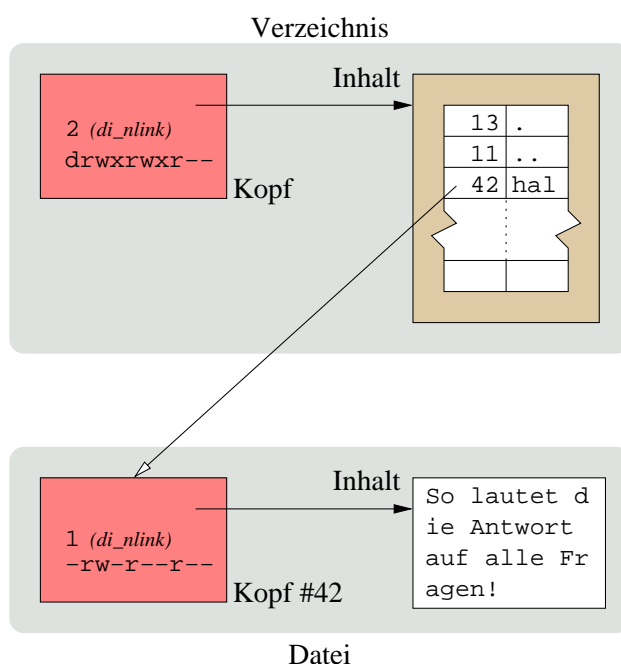 Verzeichnis
Inhalt
2 (di_nlink)
drwxrwxr--
Kopf
13 .
11 ..
42 hal
Inhalt
1 (di_nlink)
-rw-r--r--
Kopf #42
So lautet d
ie Antwort
auf alle Fr
agen!
Datei